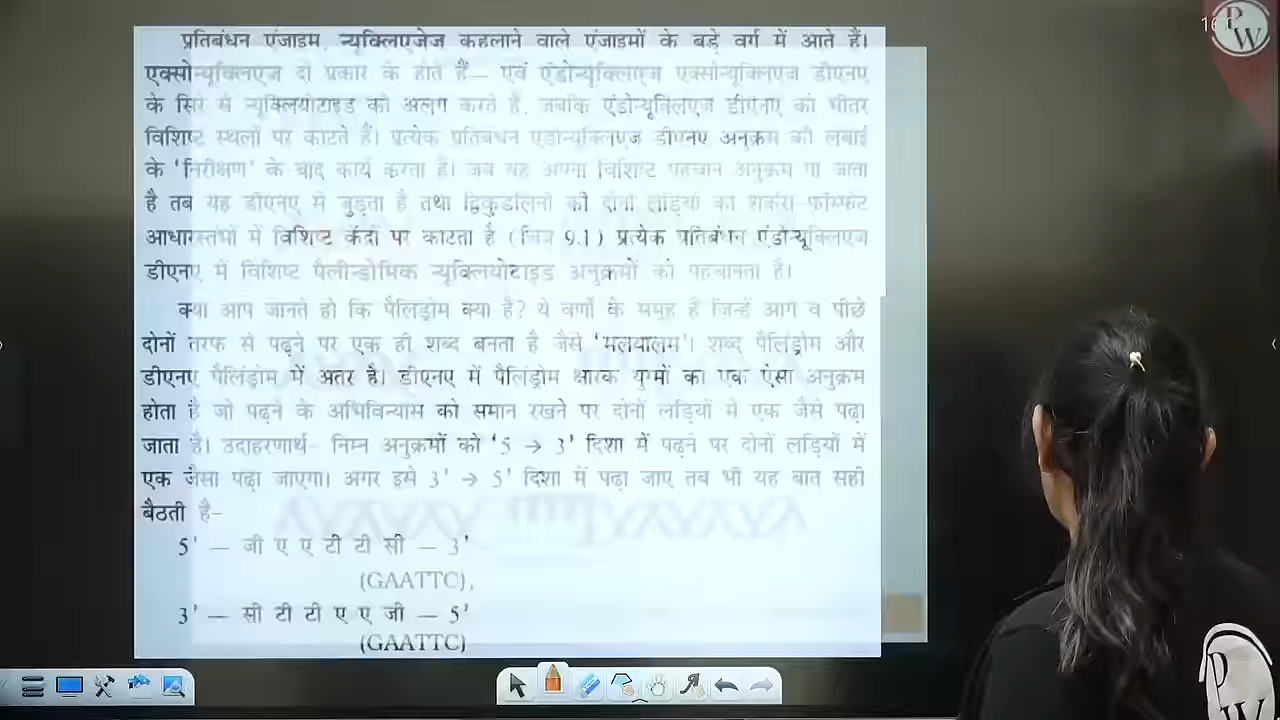 प्रतिबंधन एंजाइम, न्यूक्लिएजेज कहलाने वाले एंजाइमों के बड़े वर्ग में आते हैं।
एक्सोन्यूक्लिएज दो प्रकार के होते हैं— एवं एंडोन्यूक्लिएज एक्सोन्यूक्लिएज डीएनए
के सिरे से न्यूक्लियोटाइड को अलग करते हैं, जबकि एंडोन्यूक्लिएज डीएनए को भीतर
विशिष्ट स्थलों पर काटते हैं। प्रत्येक प्रतिबंधन एंडोन्यूक्लिएज डीएनए अनुक्रम की लंबाई
के 'निरीक्षण' के बाद कार्य करता है। जब यह अपना विशिष्ट पहचान अनुक्रम पा जाता
है तब यह डीएनए में जुड़ता है तथा द्विकुंडलिनी की दोनों लड़ियों का शर्करा-फॉस्फेट
आधारस्तंभों में विशिष्ट केंद्रों पर काटता है (चित्र 9.1) प्रत्येक प्रतिबंधन एंडोन्यूक्लिएज
डीएनए में विशिष्ट पैलीन्ड्रोमिक न्यूक्लियोटाइड अनुक्रमों को पहचानता है।
क्या आप जानते हो कि पैलिंड्रोम क्या है? ये वर्णों के समूह हैं जिन्हें आगे व पीछे
दोनों तरफ से पढ़ने पर एक ही शब्द बनता है जैसे 'मलयालम'। शब्द पैलिंड्रोम और
डीएनए पैलिंड्रोम में अंतर है। डीएनए में पैलिंड्रोम क्षारक युग्मों का एक ऐसा अनुक्रम
होता है जो पढ़ने के अभिविन्यास को समान रखने पर दोनों लड़ियों में एक जैसे पढ़ा
जाता है। उदाहरणार्थ- निम्न अनुक्रमों को '5 → 3' दिशा में पढ़ने पर दोनों लड़ियों में
एक जैसा पढ़ा जाएगा। अगर इसे 3' → 5' दिशा में पढ़ा जाए तब भी यह बात सही
बैठती है-
5' — जी ए ए टी टी सी — 3'
(GAATTC),
3' — सी टी टी ए ए जी — 5'
(GAATTC)
PW
PW